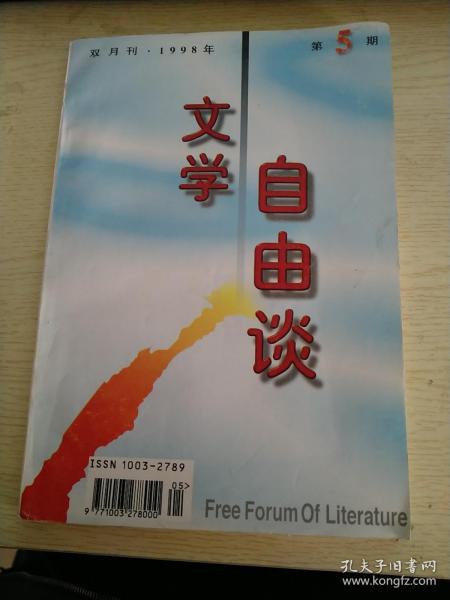 双月刊·1998年
第5期
文学
自由谈
ISSN 1003-2789
05>
9 771003 278000
Free Forum Of Literature
孔夫子旧书网
www.kongfz.com